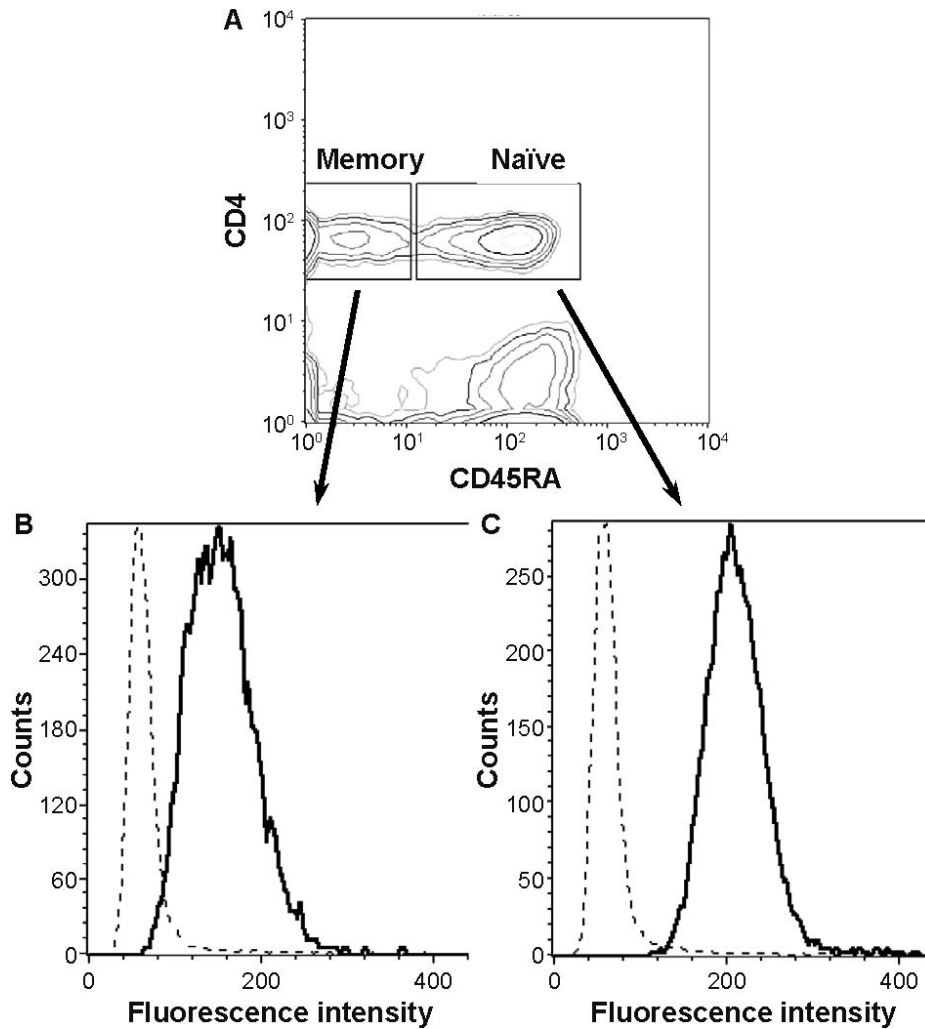 A
10⁴
10³
10²
10¹
10⁰
CD4
Memory Naïve
10⁰ 10¹ 10² 10³ 10⁴
CD45RA
B
300
240
180
120
60
0
Counts
0 200 400
Fluorescence intensity
C
250
200
150
100
50
0
Counts
0 200 400
Fluorescence intensity